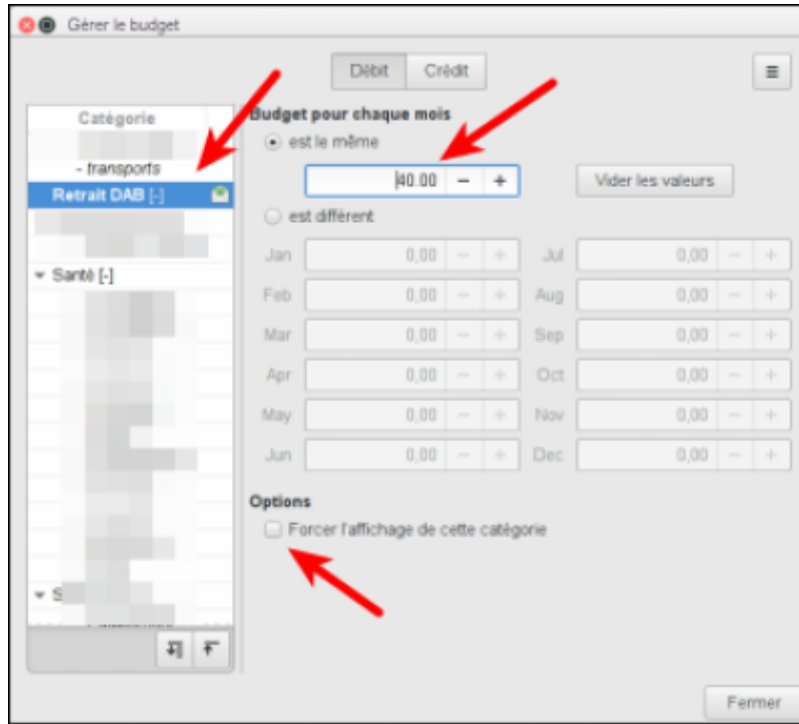 Gérer le budget
Débit Crédit
Catégorie
- transports
Retrait DAB [-]
Santé [-]
S
Budget pour chaque mois
est le même
40.00 − + Vider les valeurs
est différent
Jan 0,00 − + Jul 0,00 − +
Feb 0,00 − + Aug 0,00 − +
Mar 0,00 − + Sep 0,00 − +
Apr 0,00 − + Oct 0,00 − +
May 0,00 − + Nov 0,00 − +
Jun 0,00 − + Dec 0,00 − +
Options
Forcer l'affichage de cette catégorie
Fermer